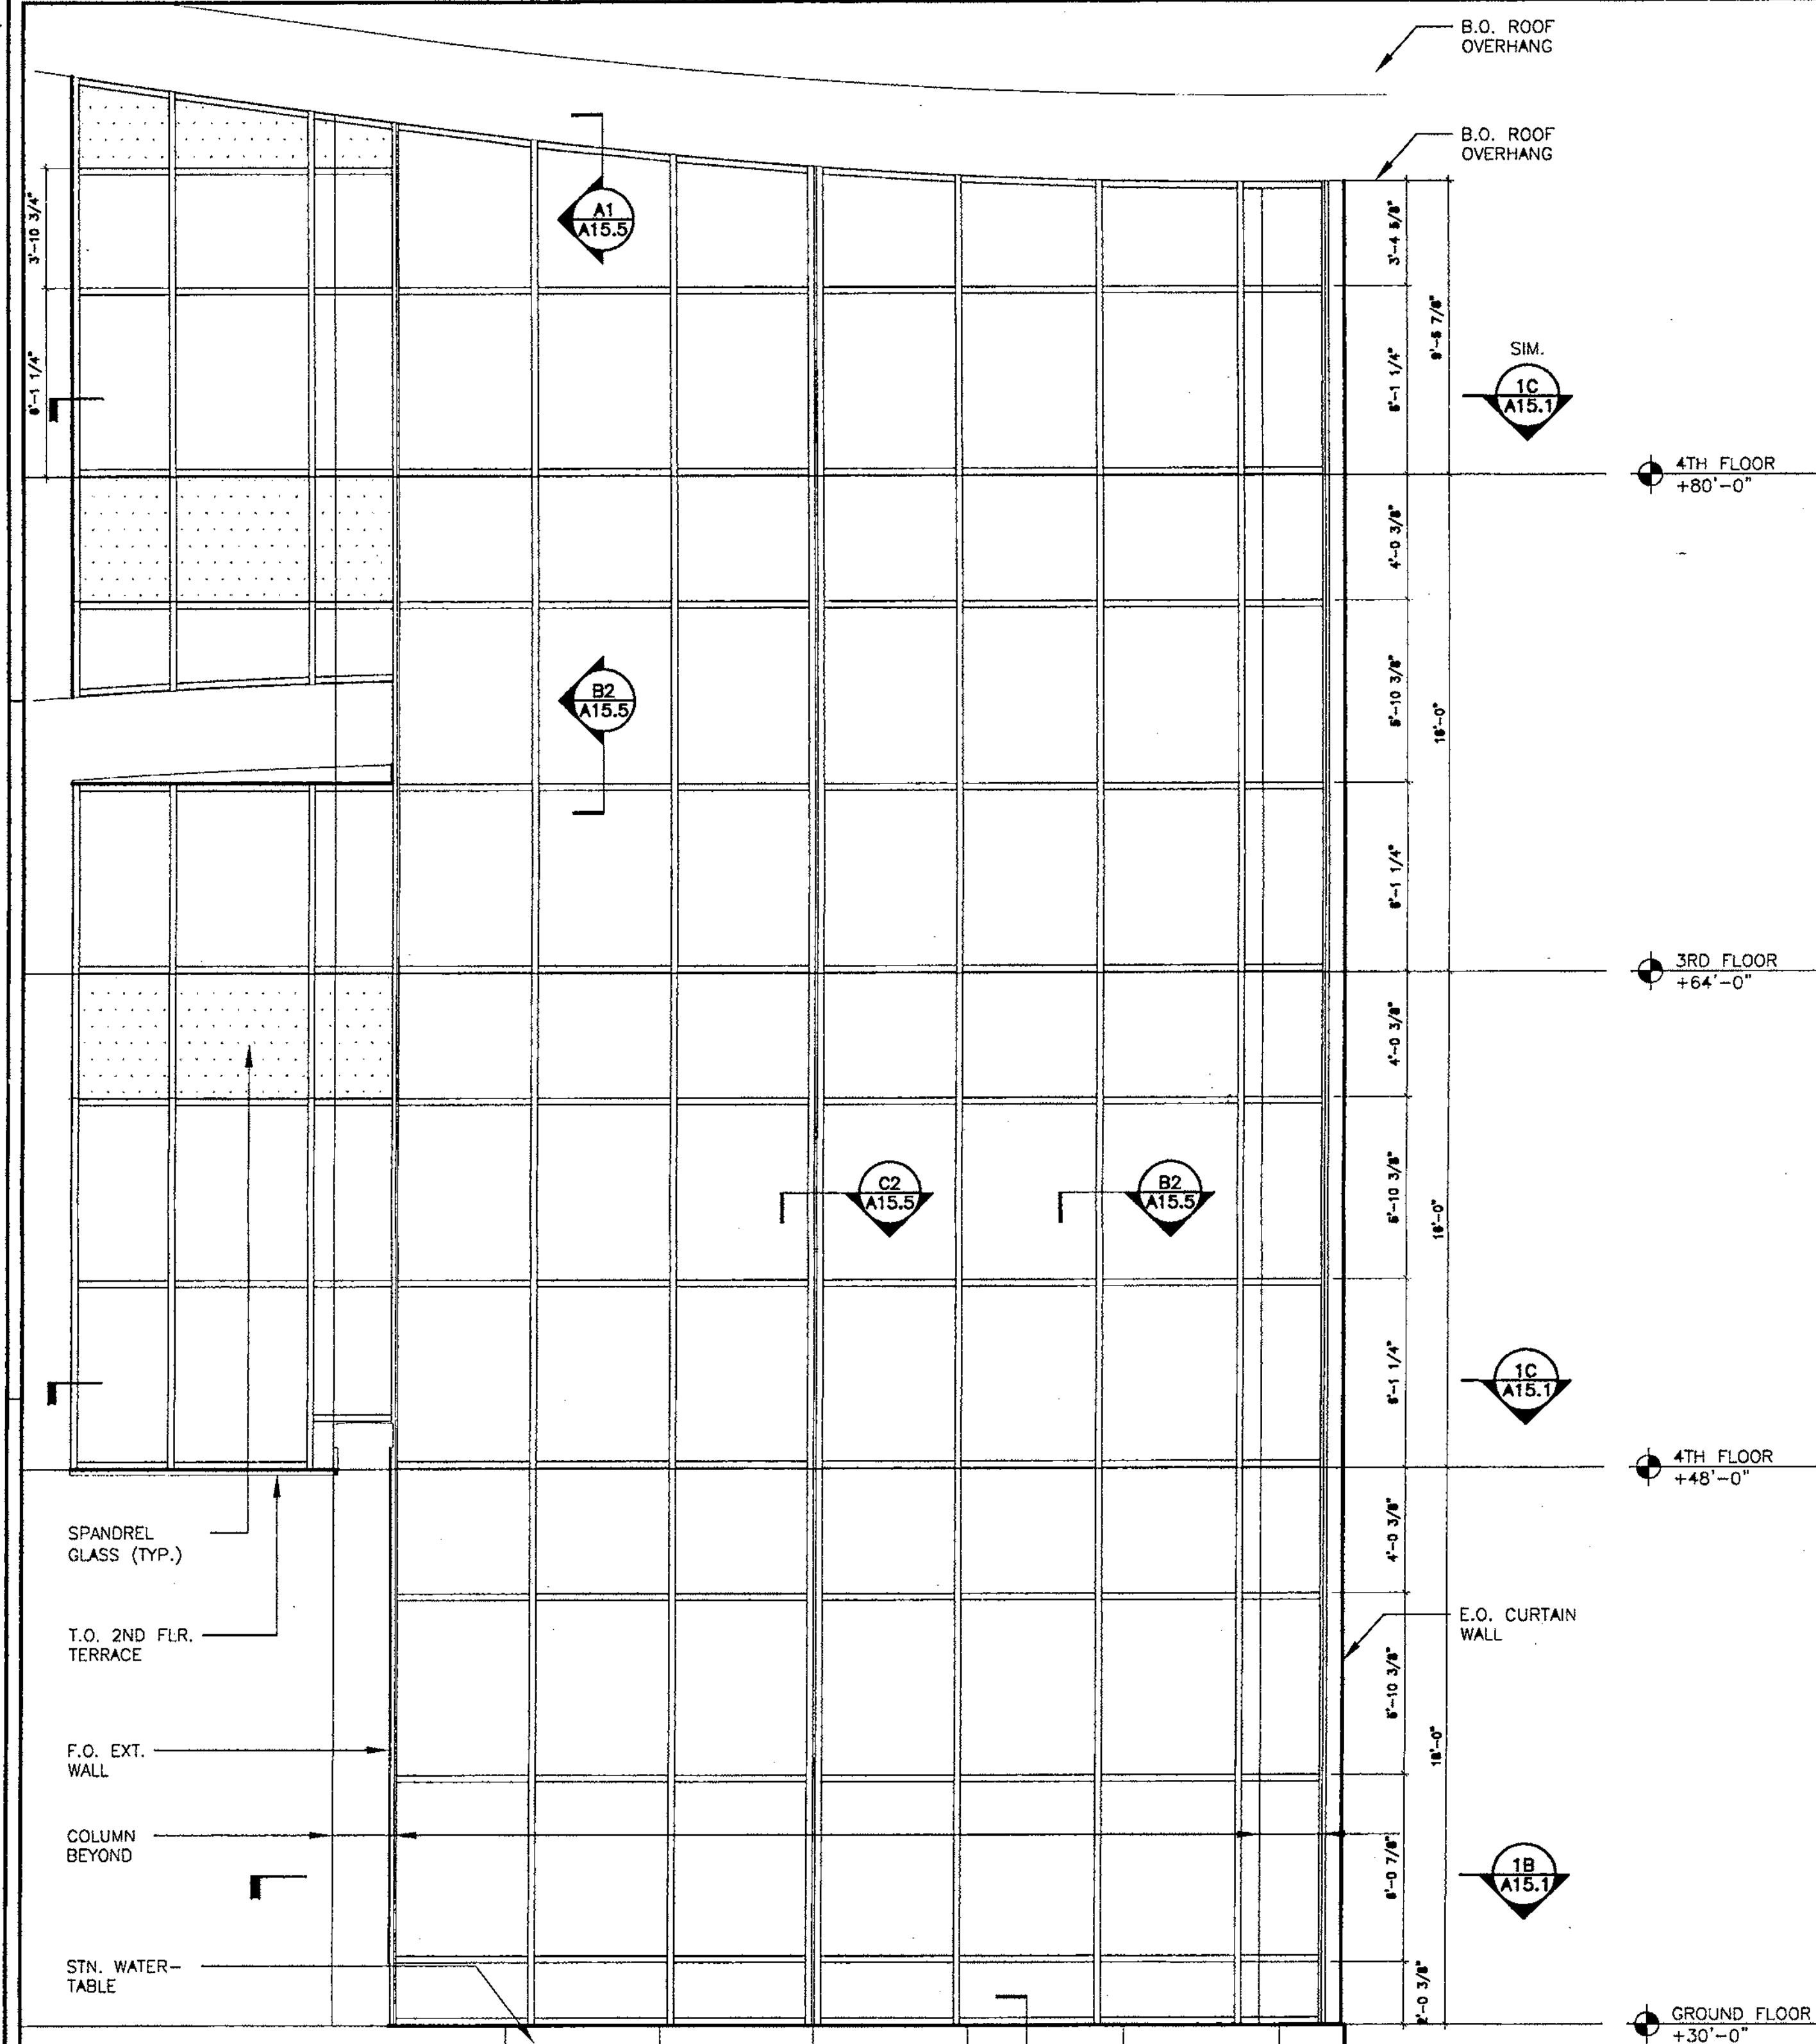 B.O. ROOF
OVERHANG
B.O. ROOF
OVERHANG
3'-10 3/4"
6'-1 1/4"
A1
A15.5
3'-4 5/8"
9'-5 7/8"
6'-1 1/4"
SIM.
1C
A15.1
4TH FLOOR
+80'-0"
4'-0 3/8"
B2
A15.5
5'-10 3/8"
16'-0"
6'-1 1/4"
3RD FLOOR
+64'-0"
4'-0 3/8"
C2
A15.5
B2
A15.5
5'-10 3/8"
16'-0"
6'-1 1/4"
1C
A15.1
4TH FLOOR
+48'-0"
SPANDREL
GLASS (TYP.)
4'-0 3/8"
T.O. 2ND FLR.
TERRACE
E.O. CURTAIN
WALL
5'-10 3/8"
18'-0"
F.O. EXT.
WALL
COLUMN
BEYOND
6'-0 7/8"
1B
A15.1
STN. WATER-
TABLE
2'-0 3/8"
GROUND FLOOR
+30'-0"